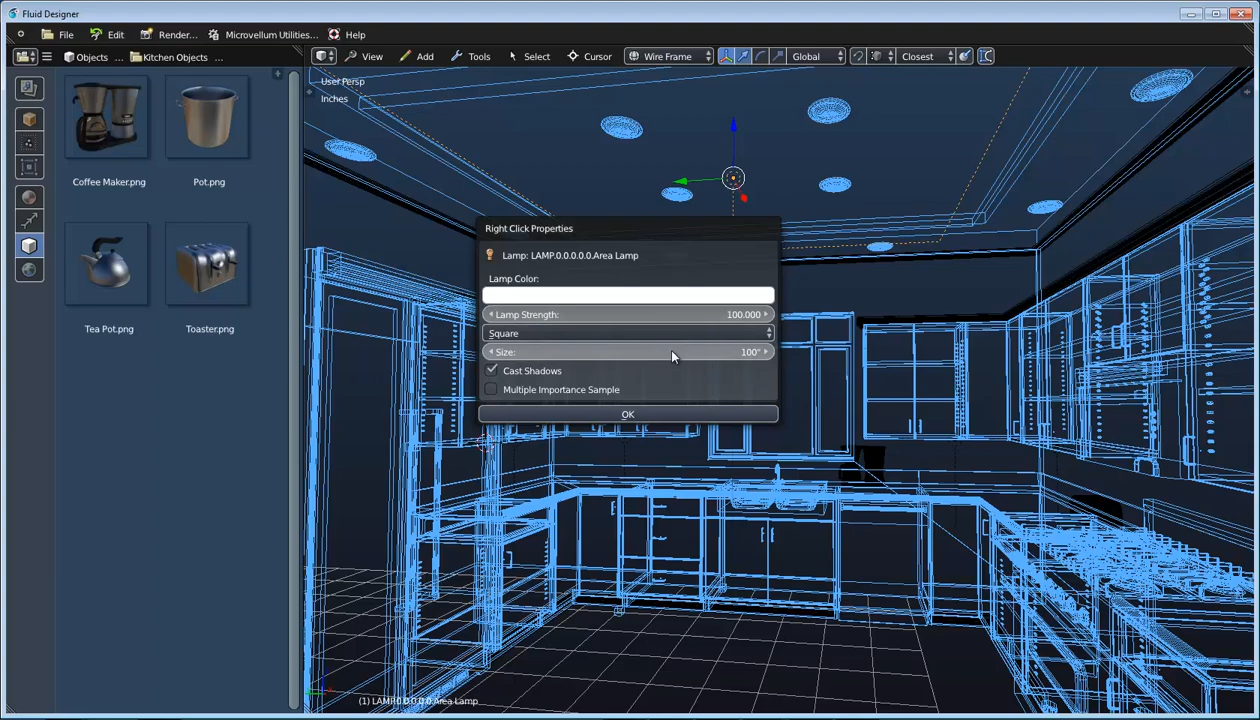 Fluid Designer
File Edit Render... Microvellum Utilities... Help
Objects ... Kitchen Objects ... View Add Tools Select Cursor Wire Frame Global Closest
User Persp
Inches
Coffee Maker.png Pot.png
Tea Pot.png Toaster.png
Right Click Properties
Lamp: LAMP.0.0.0.0.0.Area Lamp
Lamp Color:
Lamp Strength: 100.000
Square
Size: 100"
Cast Shadows
Multiple Importance Sample
OK
(1) LAMP.0.0.0.0.0.Area Lamp